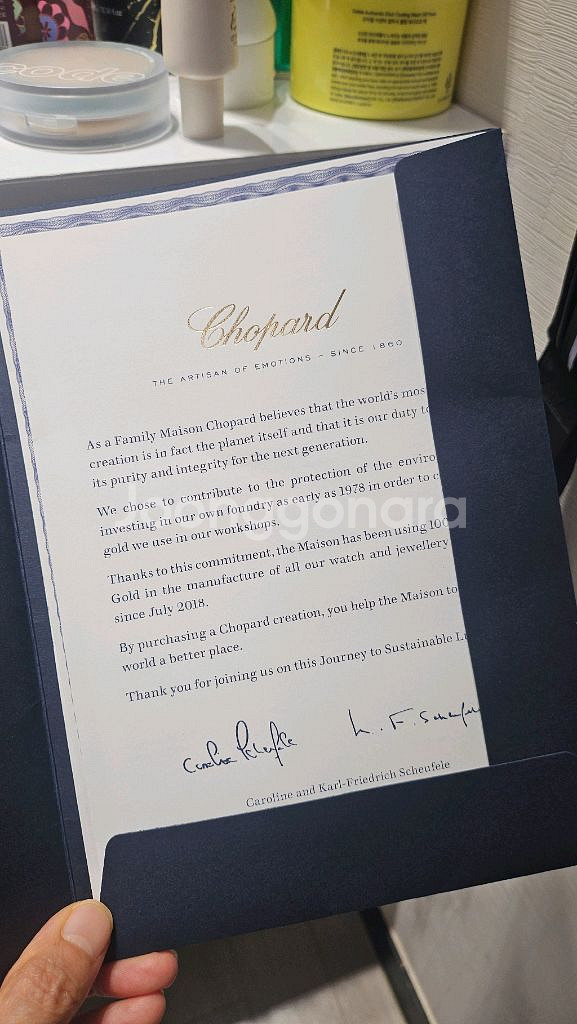 Chopard
THE ARTISAN OF EMOTIONS – SINCE 1860
As a Family Maison Chopard believes that the world's mos
creation is in fact the planet itself and that it is our duty to
its purity and integrity for the next generation.
We chose to contribute to the protection of the enviro
investing in our own foundry as early as 1978 in order to c
gold we use in our workshops.
Thanks to this commitment, the Maison has been using 100
Gold in the manufacture of all our watch and jewellery
since July 2018.
By purchasing a Chopard creation, you help the Maison to
world a better place.
Thank you for joining us on this Journey to Sustainable Lu
Caroline and Karl-Friedrich Scheufele
joonggonara